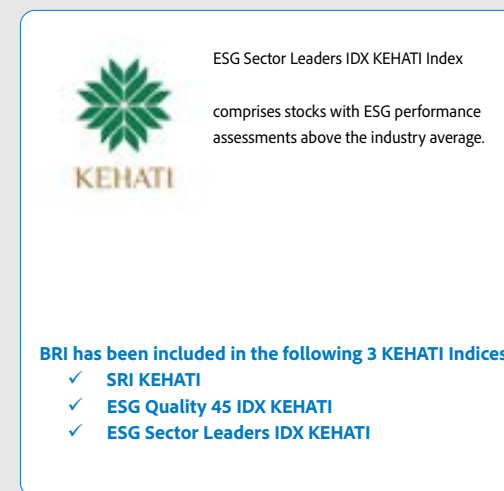 ESG Sector Leaders IDX KEHATI Index
comprises stocks with ESG performance
assessments above the industry average.
KEHATI
BRI has been included in the following 3 KEHATI Indices
✓ SRI KEHATI
✓ ESG Quality 45 IDX KEHATI
✓ ESG Sector Leaders IDX KEHATI